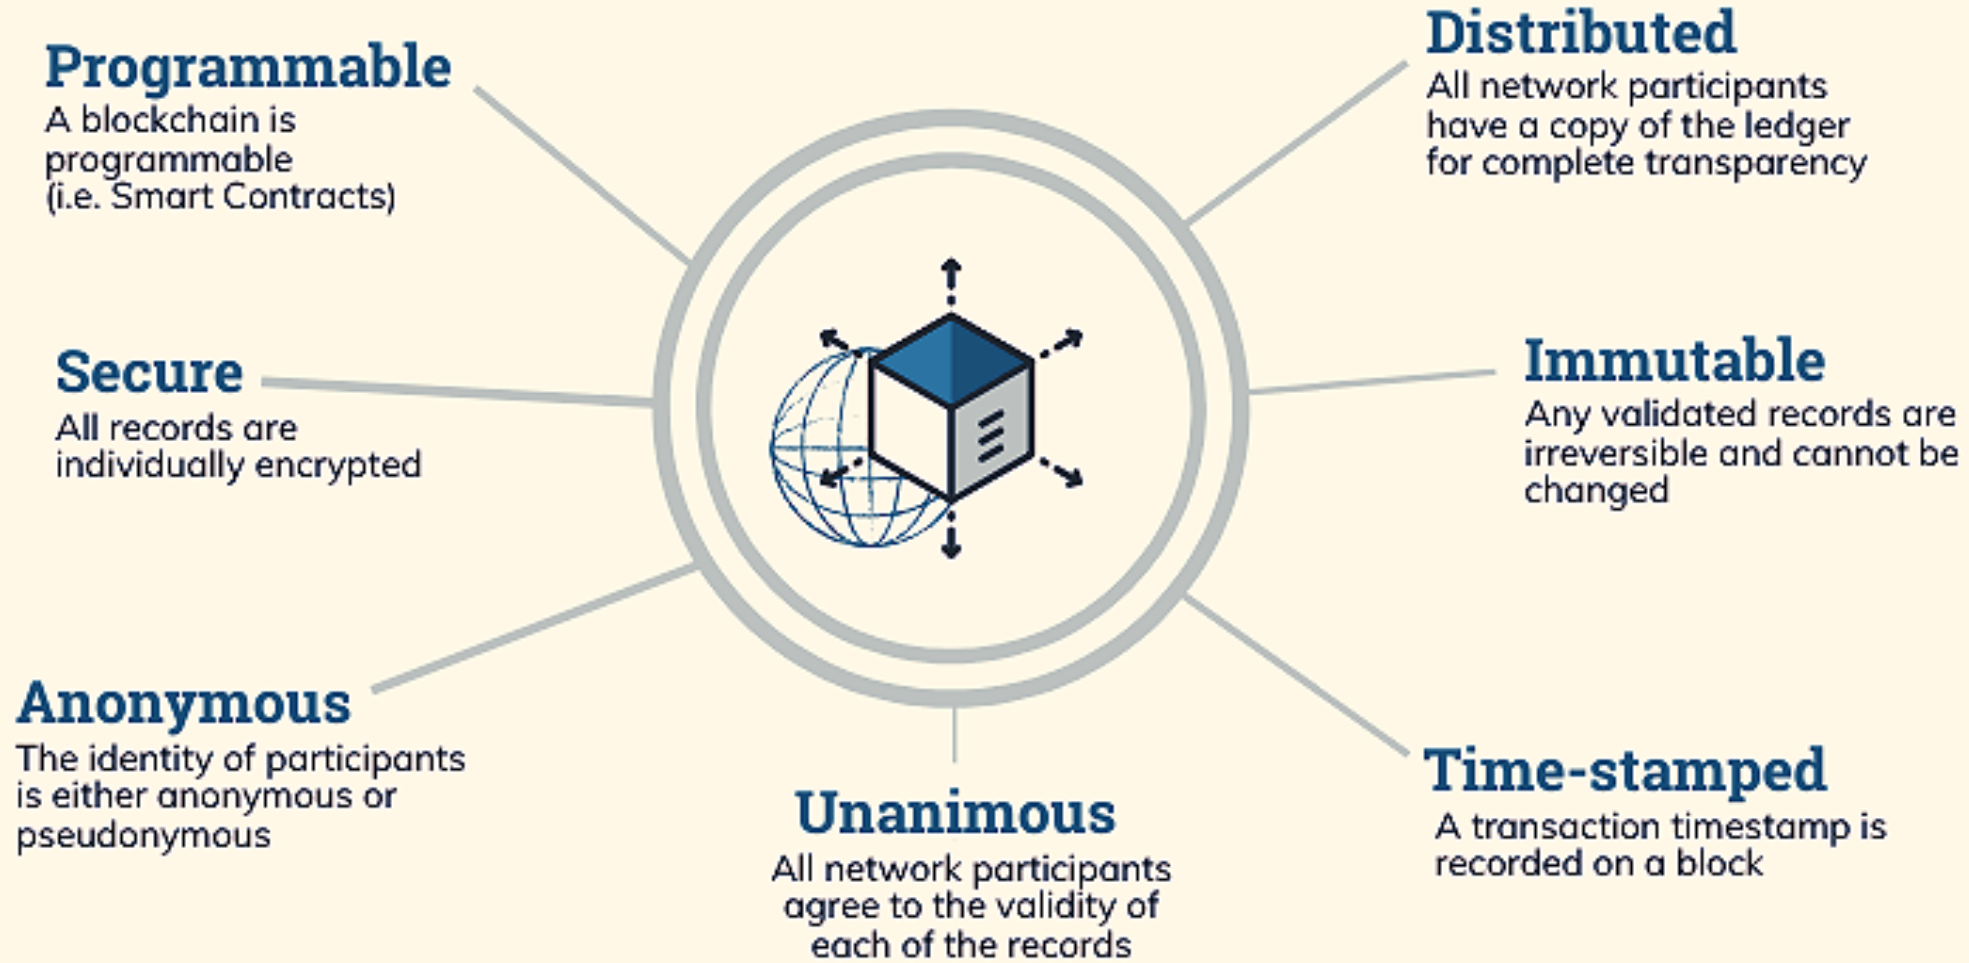 Programmable
A blockchain is
programmable
(i.e. Smart Contracts)
Secure
All records are
individually encrypted
Anonymous
The identity of participants
is either anonymous or
pseudonymous
Unanimous
All network participants
agree to the validity of
each of the records
Distributed
All network participants
have a copy of the ledger
for complete transparency
Immutable
Any validated records are
irreversible and cannot be
changed
Time-stamped
A transaction timestamp is
recorded on a block